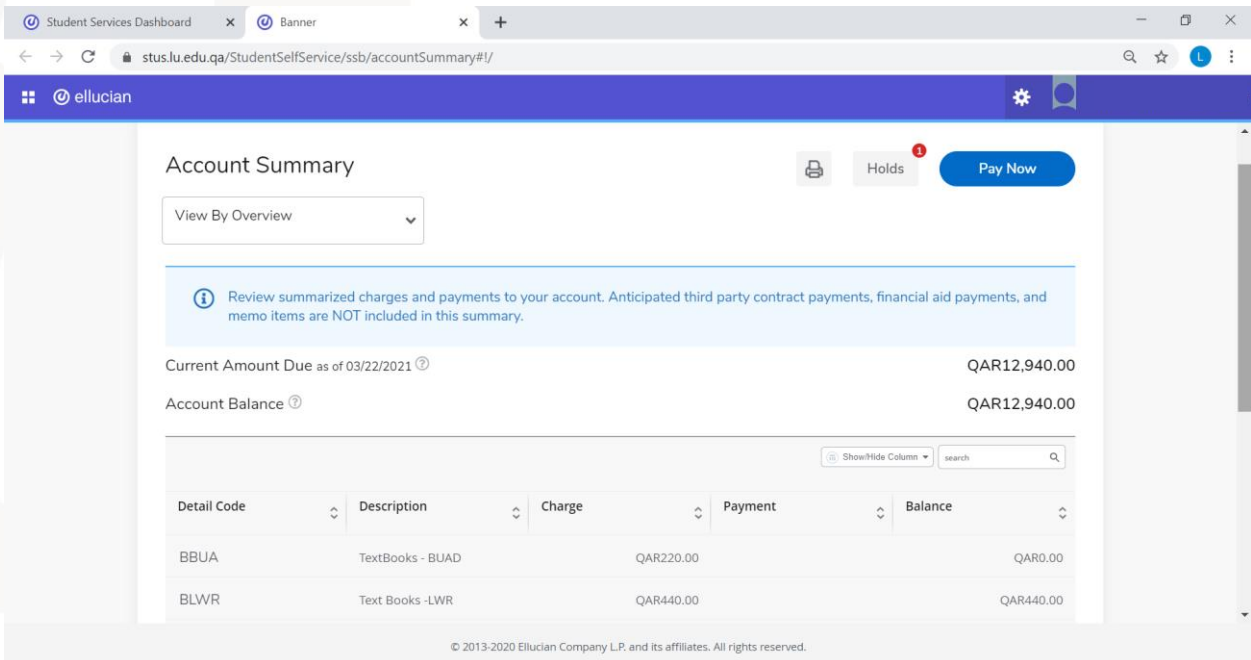 Student Services Dashboard
Banner
stus.lu.edu.qa/StudentSelfService/ssb/accountSummary#!/
L
ellucian
Account Summary
Holds
1
Pay Now
View By Overview
Review summarized charges and payments to your account. Anticipated third party contract payments, financial aid payments, and
memo items are NOT included in this summary.
Current Amount Due as of 03/22/2021 QAR12,940.00
Account Balance QAR12,940.00
Show/Hide Column search
Detail Code Description Charge Payment Balance
BBUA TextBooks - BUAD QAR220.00 QAR0.00
BLWR Text Books -LWR QAR440.00 QAR440.00
© 2013-2020 Ellucian Company L.P. and its affiliates. All rights reserved.